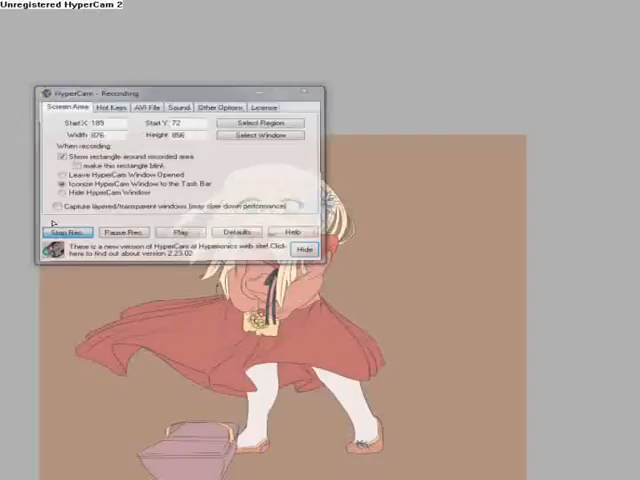 Unregistered HyperCam 2
HyperCam - Recording
Screen Area Hot Keys AVI File Sound Other Options License
Start X: 189 Start Y: 72 Select Region
Width 876 Height 856 Select Window
When recording:
Show rectangle around recorded area
make this rectangle blink
Leave HyperCam Window Opened
Iconize HyperCam Window to the Task Bar
Hide HyperCam Window
Capture layered/transparent windows (may slow down performance)
Stop Rec. Pause Rec. Play Defaults Help
There is a new version of HyperCam at Hyperionics web site! Click
here to find out about version 2.23.02
Hide